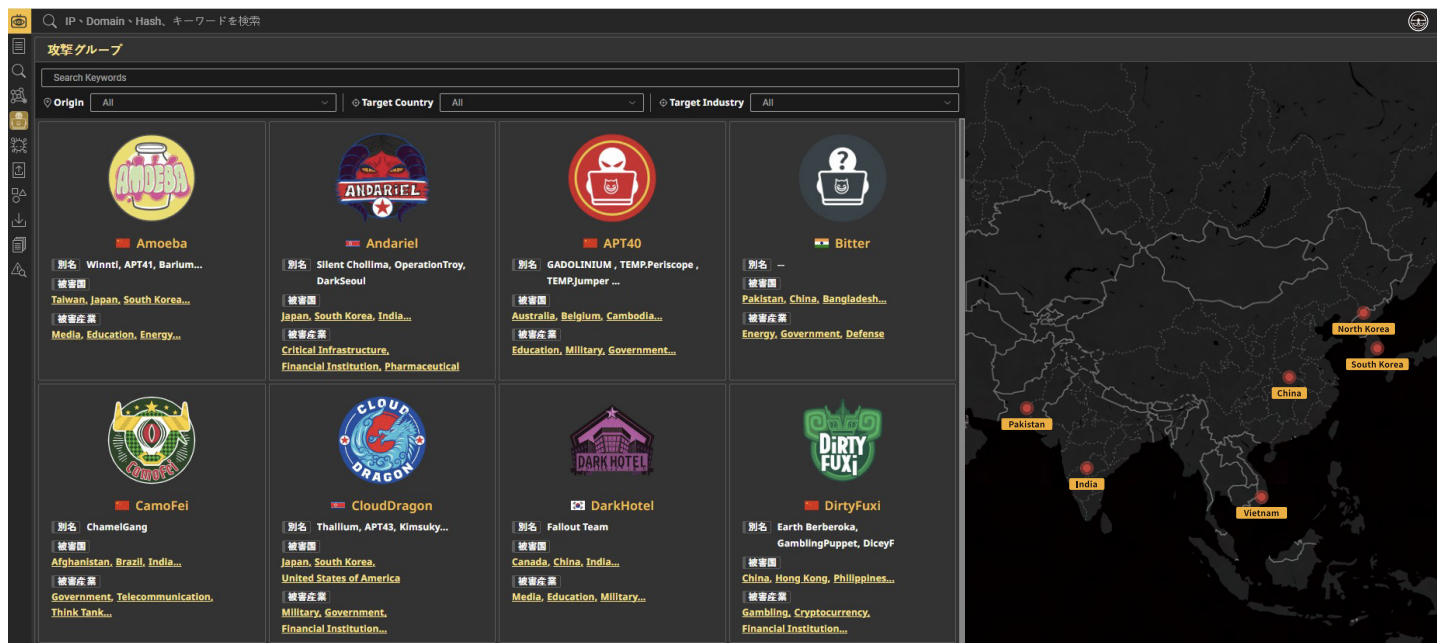 IP、Domain、Hash、キーワードを検索
攻撃グループ
Search Keywords
Origin All Target Country All Target Industry All
AMOEBA
Amoeba
別名 Winnti, APT41, Barium...
被害国
Taiwan, Japan, South Korea...
被害産業
Media, Education, Energy...
ANDARIEL
Andariel
別名 Silent Chollima, OperationTroy,
DarkSeoul
被害国
Japan, South Korea, India...
被害産業
Critical Infrastructure,
Financial Institution, Pharmaceutical
APT40
別名 GADOLINIUM , TEMP.Periscope ,
TEMP.Jumper ...
被害国
Australia, Belgium, Cambodia...
被害産業
Education, Military, Government...
?
Bitter
別名 --
被害国
Pakistan, China, Bangladesh...
被害産業
Energy, Government, Defense
CamoFei
CamoFei
別名 ChamelGang
被害国
Afghanistan, Brazil, India...
被害産業
Government, Telecommunication,
Think Tank...
CLOUD
DRAGON
CloudDragon
別名 Thallium, APT43, Kimsuky...
被害国
Japan, South Korea,
United States of America
被害産業
Military, Government,
Financial Institution...
DARK HOTEL
DarkHotel
別名 Fallout Team
被害国
Canada, China, India...
被害産業
Media, Education, Military...
DiRTY
FUXi
DirtyFuxi
別名 Earth Berberoka,
GamblingPuppet, DiceyF
被害国
China, Hong Kong, Philippines...
被害産業
Gambling, Cryptocurrency,
Financial Institution...
North Korea
South Korea
China
Pakistan
India
Vietnam